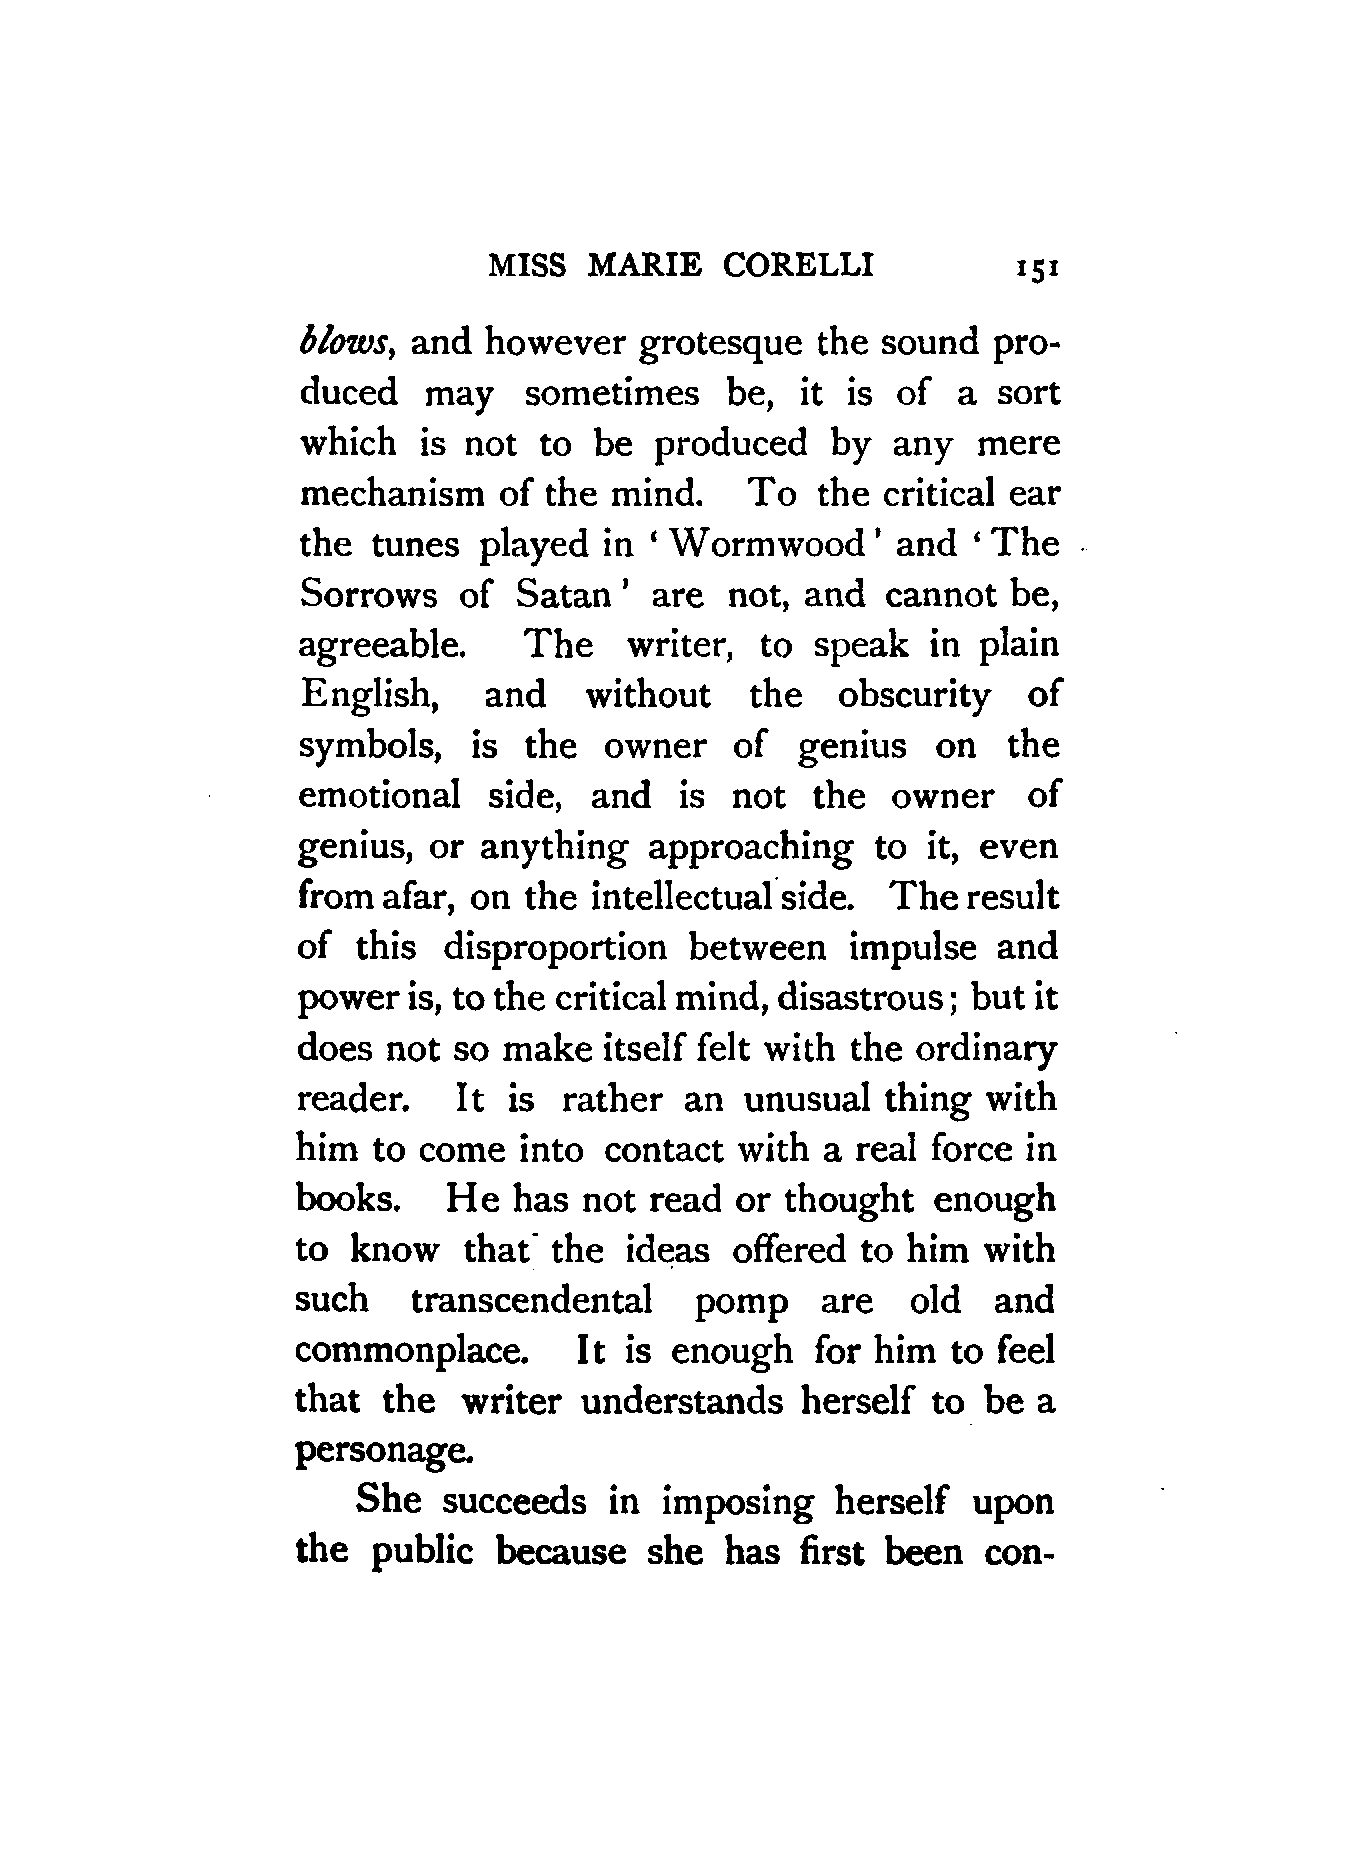 MISS MARIE CORELLI 151
blows, and however grotesque the sound pro-
duced may sometimes be, it is of a sort
which is not to be produced by any mere
mechanism of the mind. To the critical ear
the tunes played in ‘Wormwood’ and ‘The
Sorrows of Satan’ are not, and cannot be,
agreeable. The writer, to speak in plain
English, and without the obscurity of
symbols, is the owner of genius on the
emotional side, and is not the owner of
genius, or anything approaching to it, even
from afar, on the intellectual side. The result
of this disproportion between impulse and
power is, to the critical mind, disastrous; but it
does not so make itself felt with the ordinary
reader. It is rather an unusual thing with
him to come into contact with a real force in
books. He has not read or thought enough
to know that the ideas offered to him with
such transcendental pomp are old and
commonplace. It is enough for him to feel
that the writer understands herself to be a
personage.
She succeeds in imposing herself upon
the public because she has first been con-